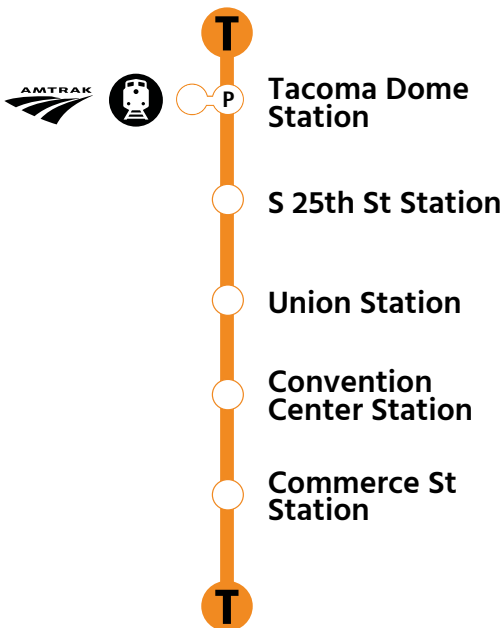 T
AMTRAK
P
Tacoma Dome
Station
S 25th St Station
Union Station
Convention
Center Station
Commerce St
Station
T